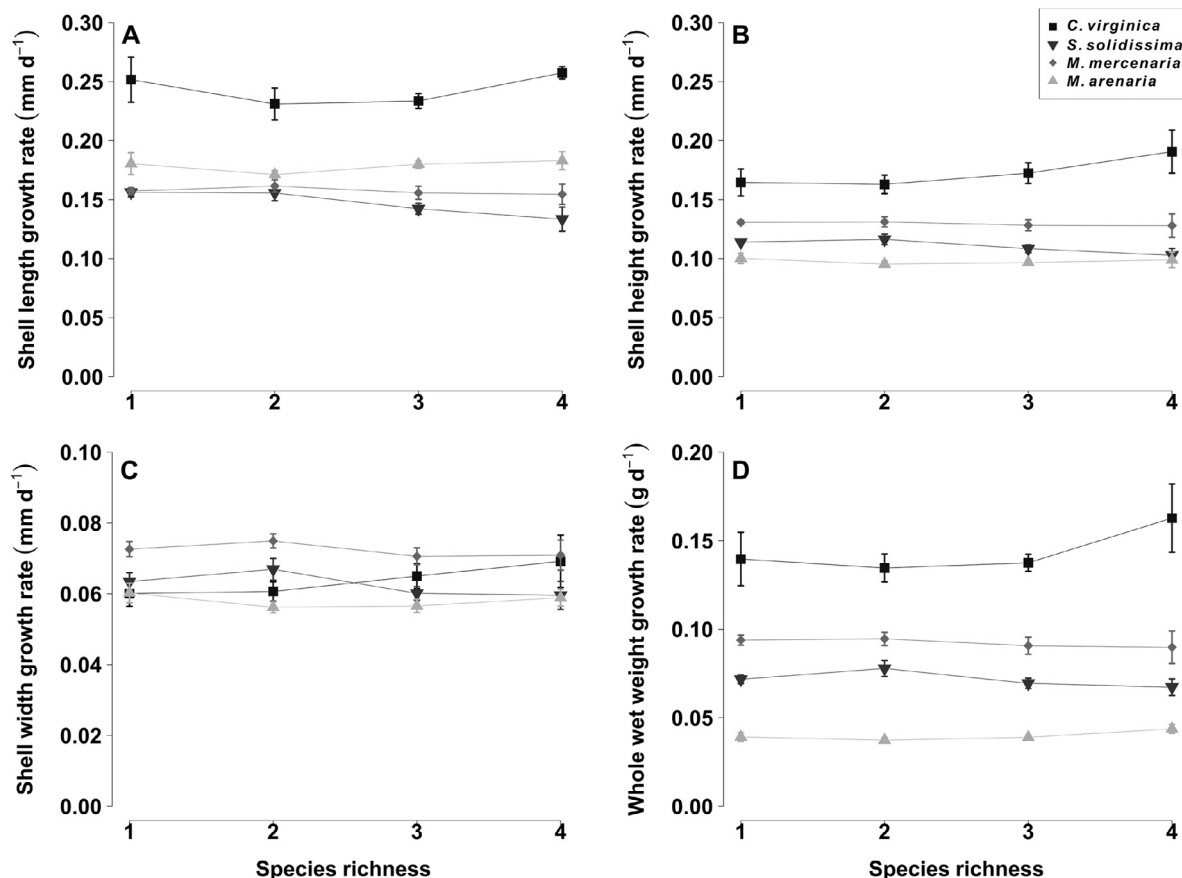 A
Shell length growth rate (mm d−1)
0.30
0.25
0.20
0.15
0.10
0.05
0.00
1 2 3 4
B
Shell height growth rate (mm d−1)
0.30
0.25
0.20
0.15
0.10
0.05
0.00
1 2 3 4
C. virginica
S. solidissima
M. mercenaria
M. arenaria
C
Shell width growth rate (mm d−1)
0.10
0.08
0.06
0.04
0.02
0.00
1 2 3 4
Species richness
D
Whole wet weight growth rate (g d−1)
0.20
0.15
0.10
0.05
0.00
1 2 3 4
Species richness